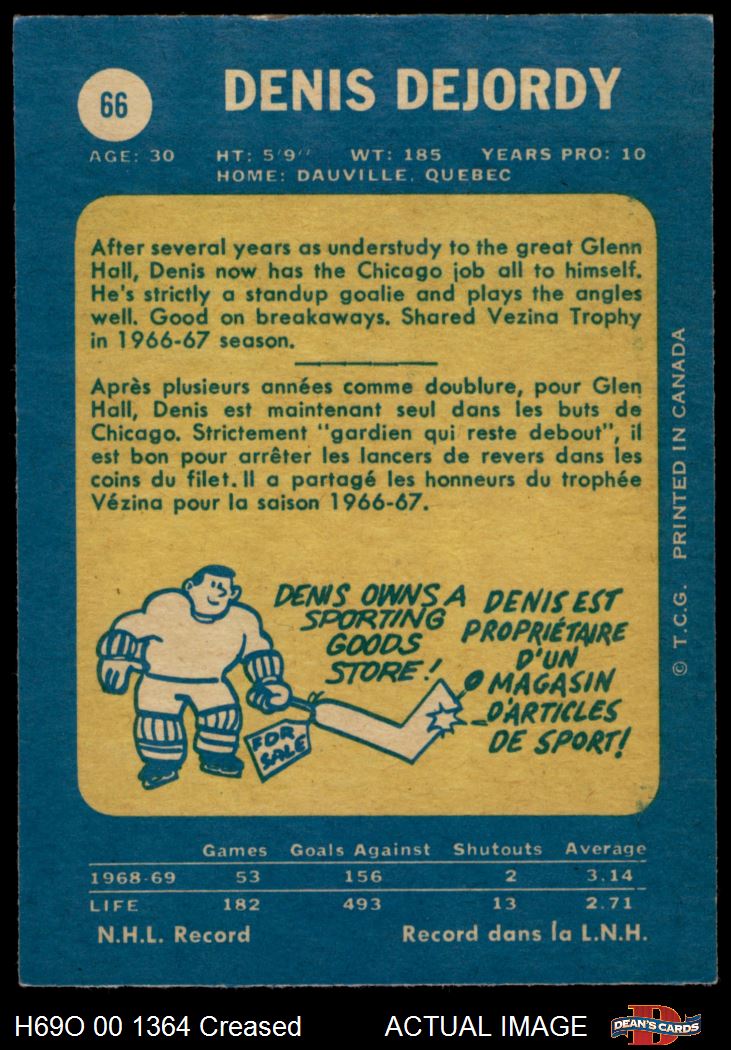 66
DENIS DEJORDY
AGE: 30 HT: 5'9'' WT: 185 YEARS PRO: 10
HOME: DAUVILLE, QUEBEC
After several years as understudy to the great Glenn
Hall, Denis now has the Chicago job all to himself.
He's strictly a standup goalie and plays the angles
well. Good on breakaways. Shared Vezina Trophy
in 1966-67 season.
Après plusieurs années comme doublure, pour Glen
Hall, Denis est maintenant seul dans les buts de
Chicago. Strictement "gardien qui reste debout", il
est bon pour arrêter les lancers de revers dans les
coins du filet. Il a partagé les honneurs du trophée
Vézina pour la saison 1966-67.
DENIS OWNS A
SPORTING
GOODS
STORE!
DENIS EST
PROPRIÉTAIRE
D'UN
MAGASIN
D'ARTICLES
DE SPORT!
FOR
SALE
© T.C.G. PRINTED IN CANADA
Games Goals Against Shutouts Average
1968-69 53 156 2 3.14
LIFE 182 493 13 2.71
N.H.L. Record Record dans la L.N.H.
H69O 00 1364 Creased ACTUAL IMAGE
D
DEAN'S CARDS